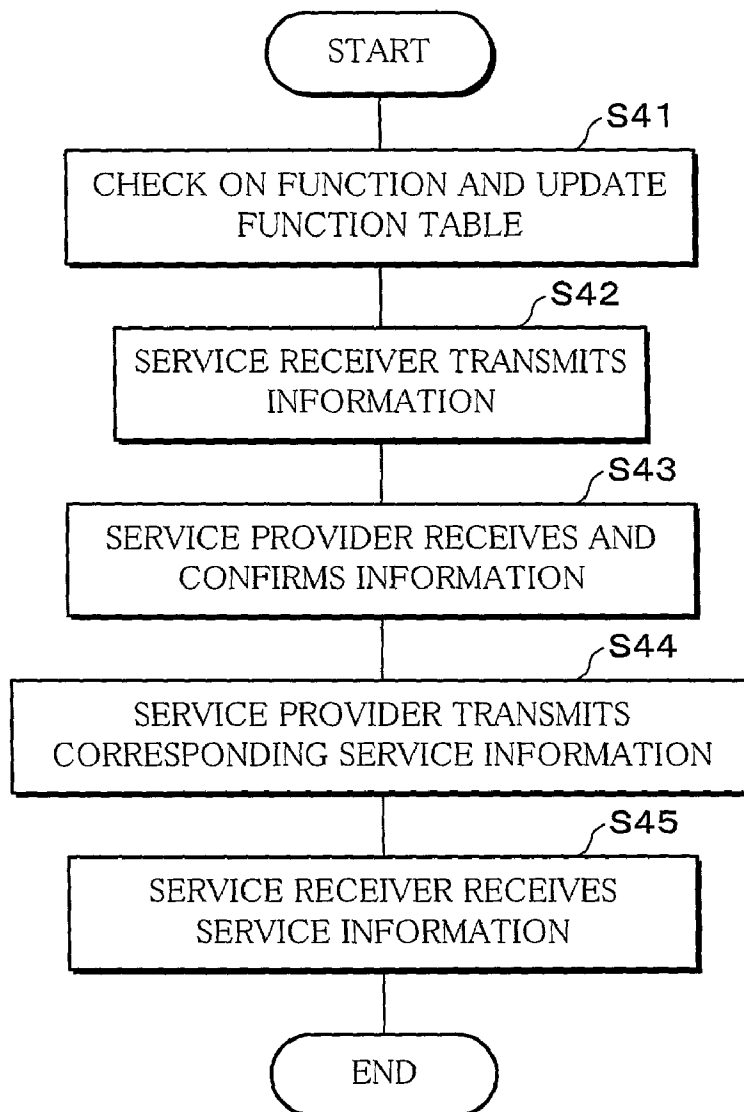 START
S41
CHECK ON FUNCTION AND UPDATE
FUNCTION TABLE
S42
SERVICE RECEIVER TRANSMITS
INFORMATION
S43
SERVICE PROVIDER RECEIVES AND
CONFIRMS INFORMATION
S44
SERVICE PROVIDER TRANSMITS
CORRESPONDING SERVICE INFORMATION
S45
SERVICE RECEIVER RECEIVES
SERVICE INFORMATION
END